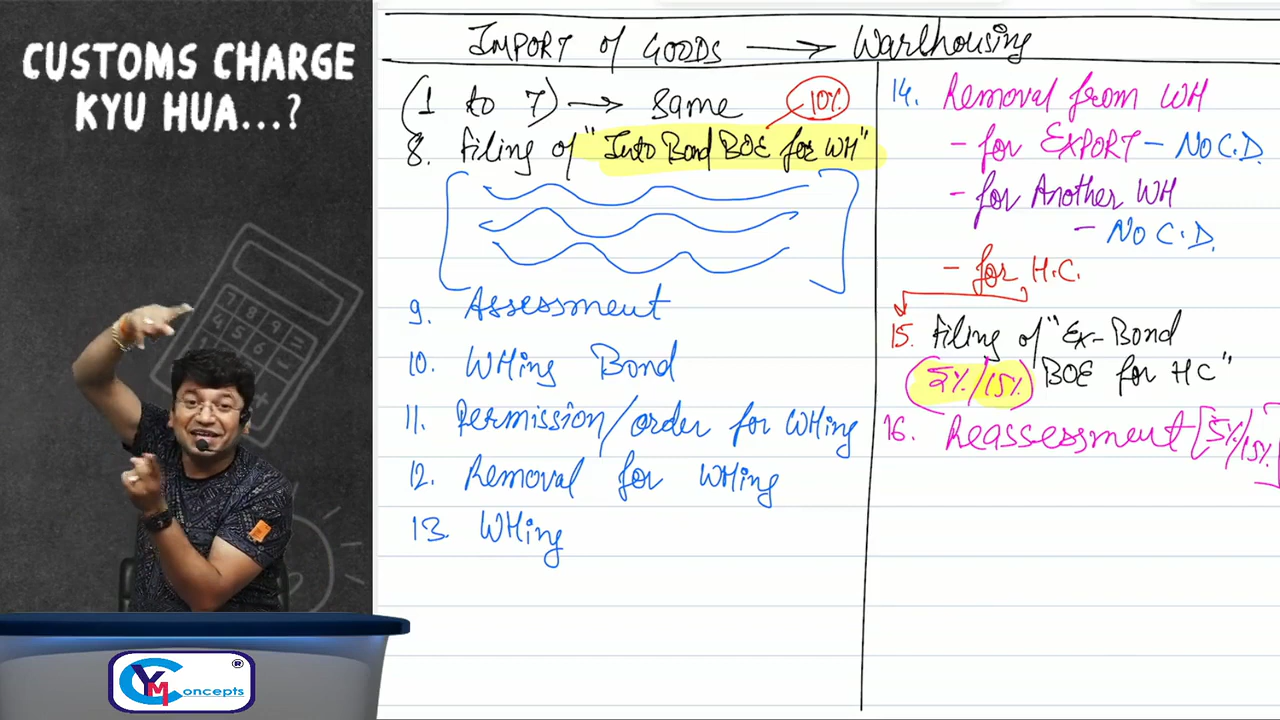 CUSTOMS CHARGE
KYU HUA...?
IMPORT of GOODS → Warehousing
(1 to 7) → same
10%
8. Filing of "Into Bond BOE for WH"
9. Assessment
10. WHing Bond
11. Permission/order for WHing
12. Removal for WHing
13. WHing
14. Removal from WH
- for EXPORT - NO C.D.
- for Another WH
- NO C.D.
- for H.C.
15. Filing of "Ex-Bond
5%/15% BOE for HC"
16. Reassessment [5%/15%]
CYM Concepts ®